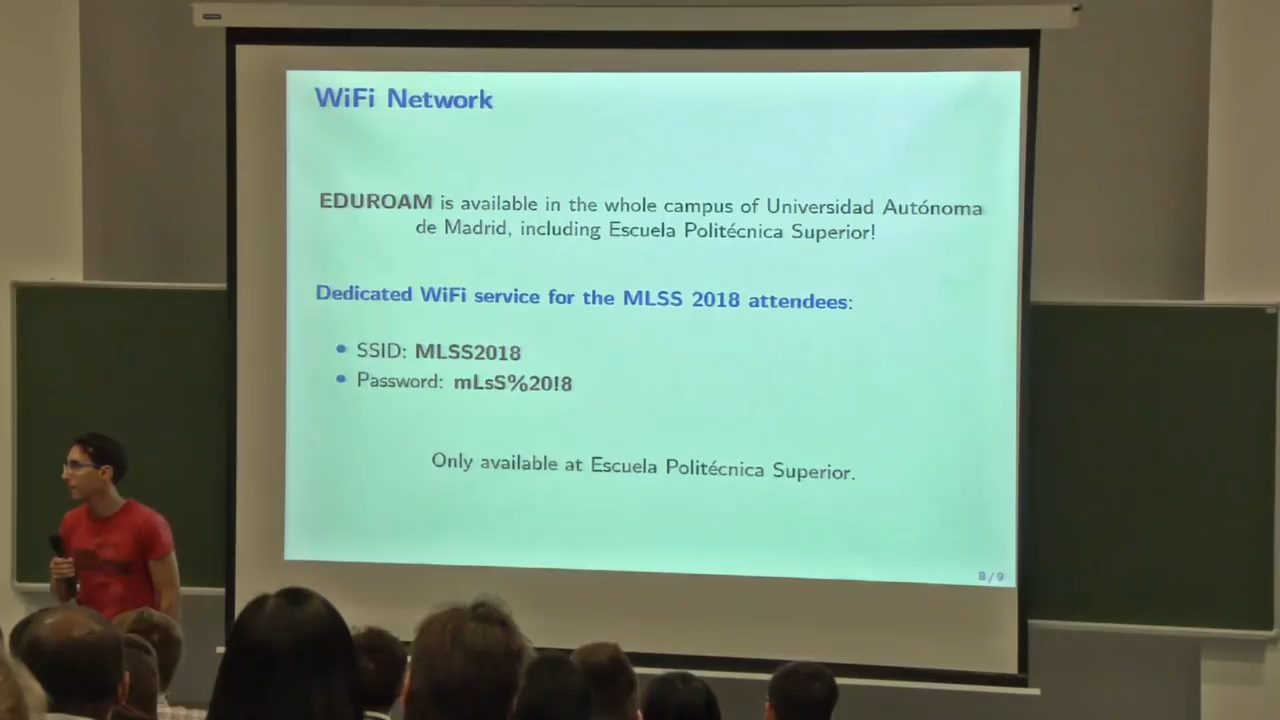 WiFi Network
EDUROAM is available in the whole campus of Universidad Autónoma
de Madrid, including Escuela Politécnica Superior!
Dedicated WiFi service for the MLSS 2018 attendees:
• SSID: MLSS2018
• Password: mLsS%20!8
Only available at Escuela Politécnica Superior.
8/9